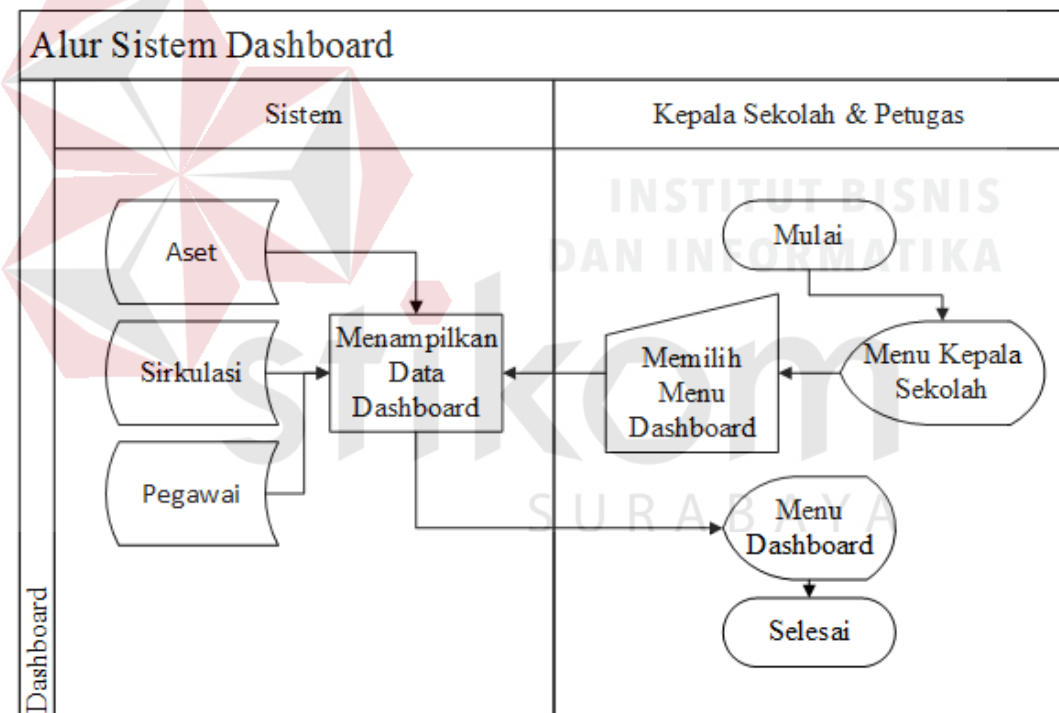 Alur Sistem Dashboard
Sistem
Kepala Sekolah & Petugas
INSTITUT BISNIS
DAN INFORMATIKA
stikom
SURABAYA
Aset
Mulai
Menampilkan
Data
Dashboard
Memilih
Menu
Dashboard
Menu Kepala
Sekolah
Sirkulasi
Pegawai
Menu
Dashboard
Selesai
Dashboard